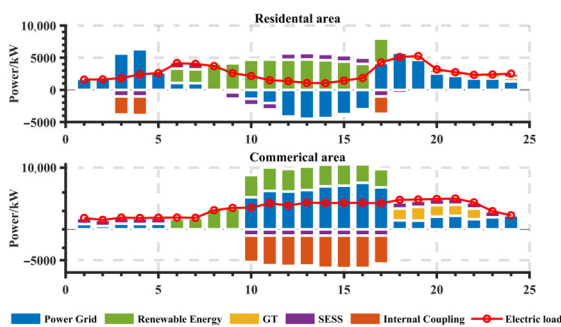 Residental area
Power/kW
10,000
5000
0
−5000
0 5 10 15 20 25
Commerical area
Power/kW
10,000
−5000
0 5 10 15 20 25
Power Grid Renewable Energy GT SESS Internal Coupling Electric load